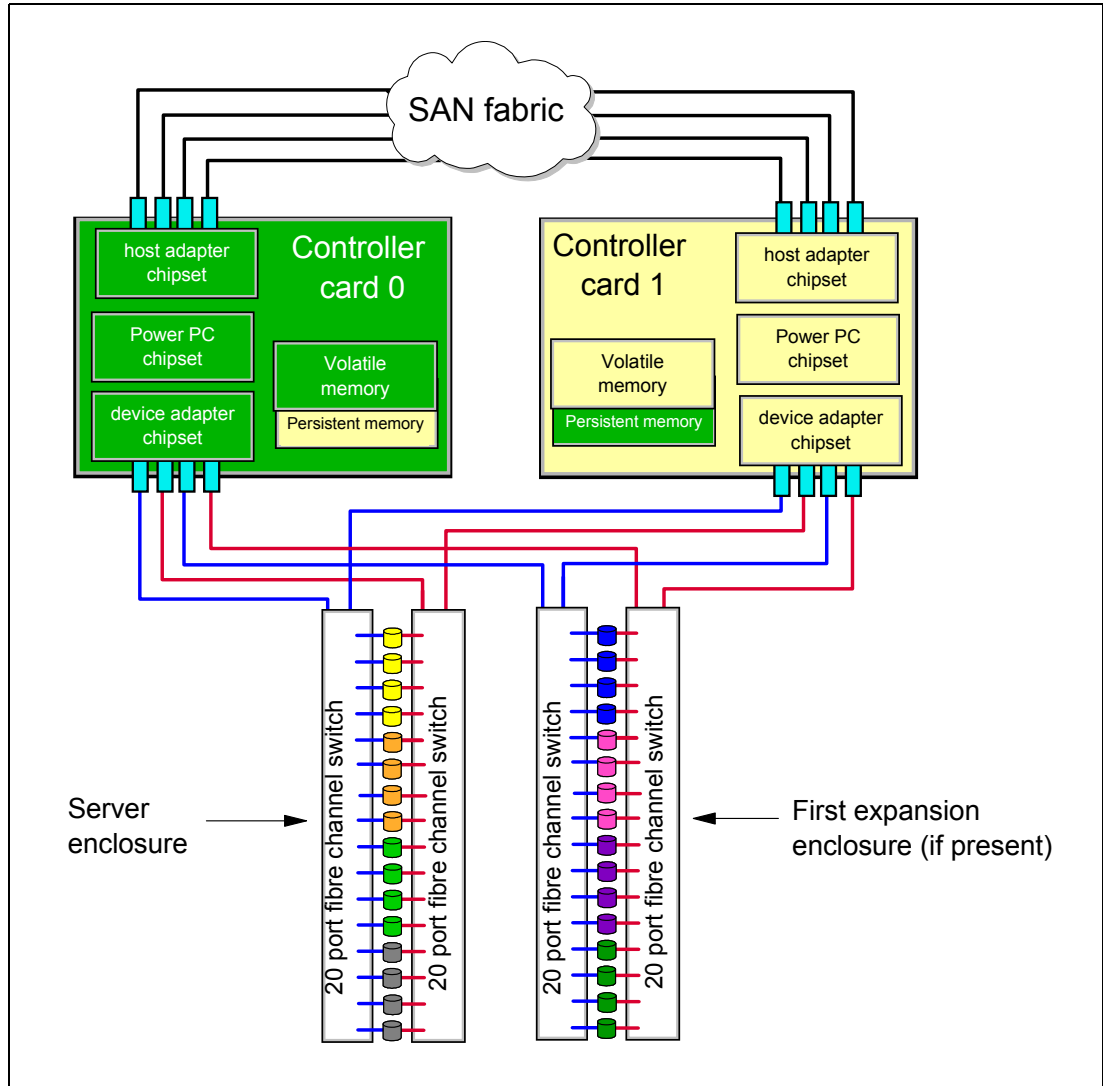 SAN fabric
host adapter
chipset
Controller
card 0
Power PC
chipset
Volatile
memory
Persistent memory
device adapter
chipset
Controller
card 1
host adapter
chipset
Volatile
memory
Power PC
chipset
Persistent memory
device adapter
chipset
Server
enclosure
20 port fibre channel switch
20 port fibre channel switch
20 port fibre channel switch
20 port fibre channel switch
First expansion
enclosure (if present)